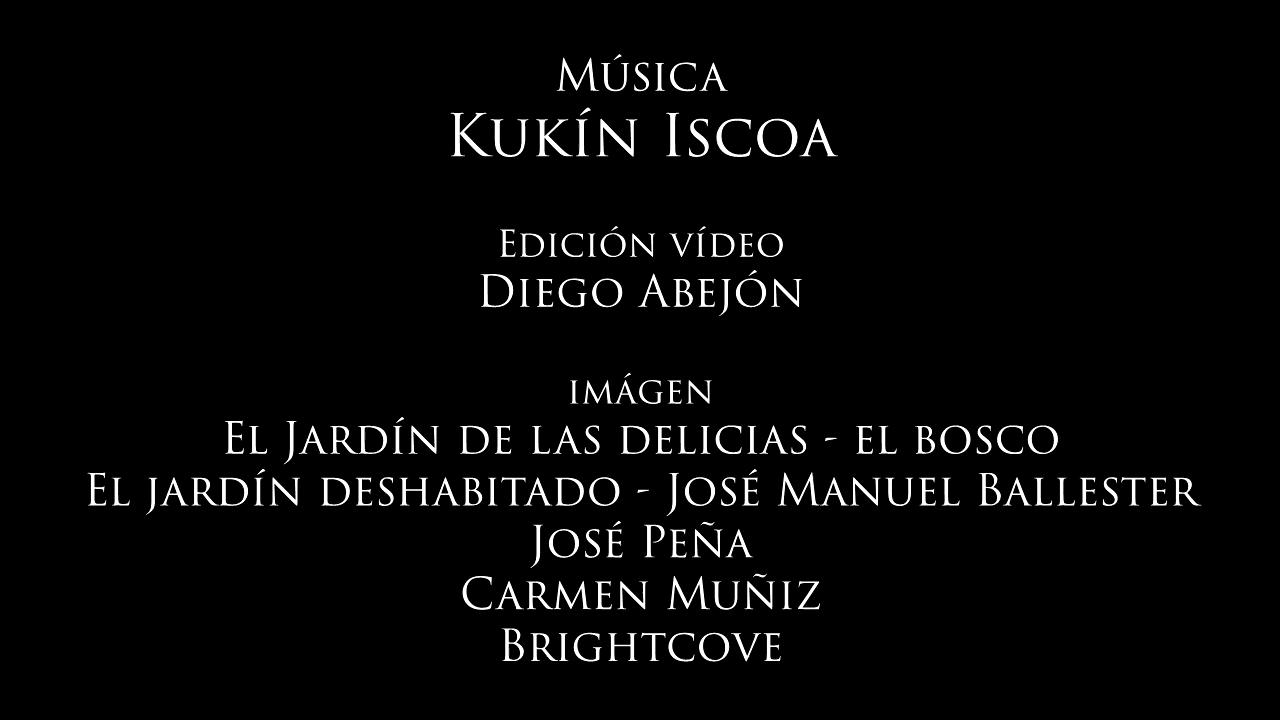 Música
Kukín Iscoa
Edición vídeo
Diego Abejón
imágen
El Jardín de las delicias - el bosco
El jardín deshabitado - José Manuel Ballester
José Peña
Carmen Muñiz
Brightcove